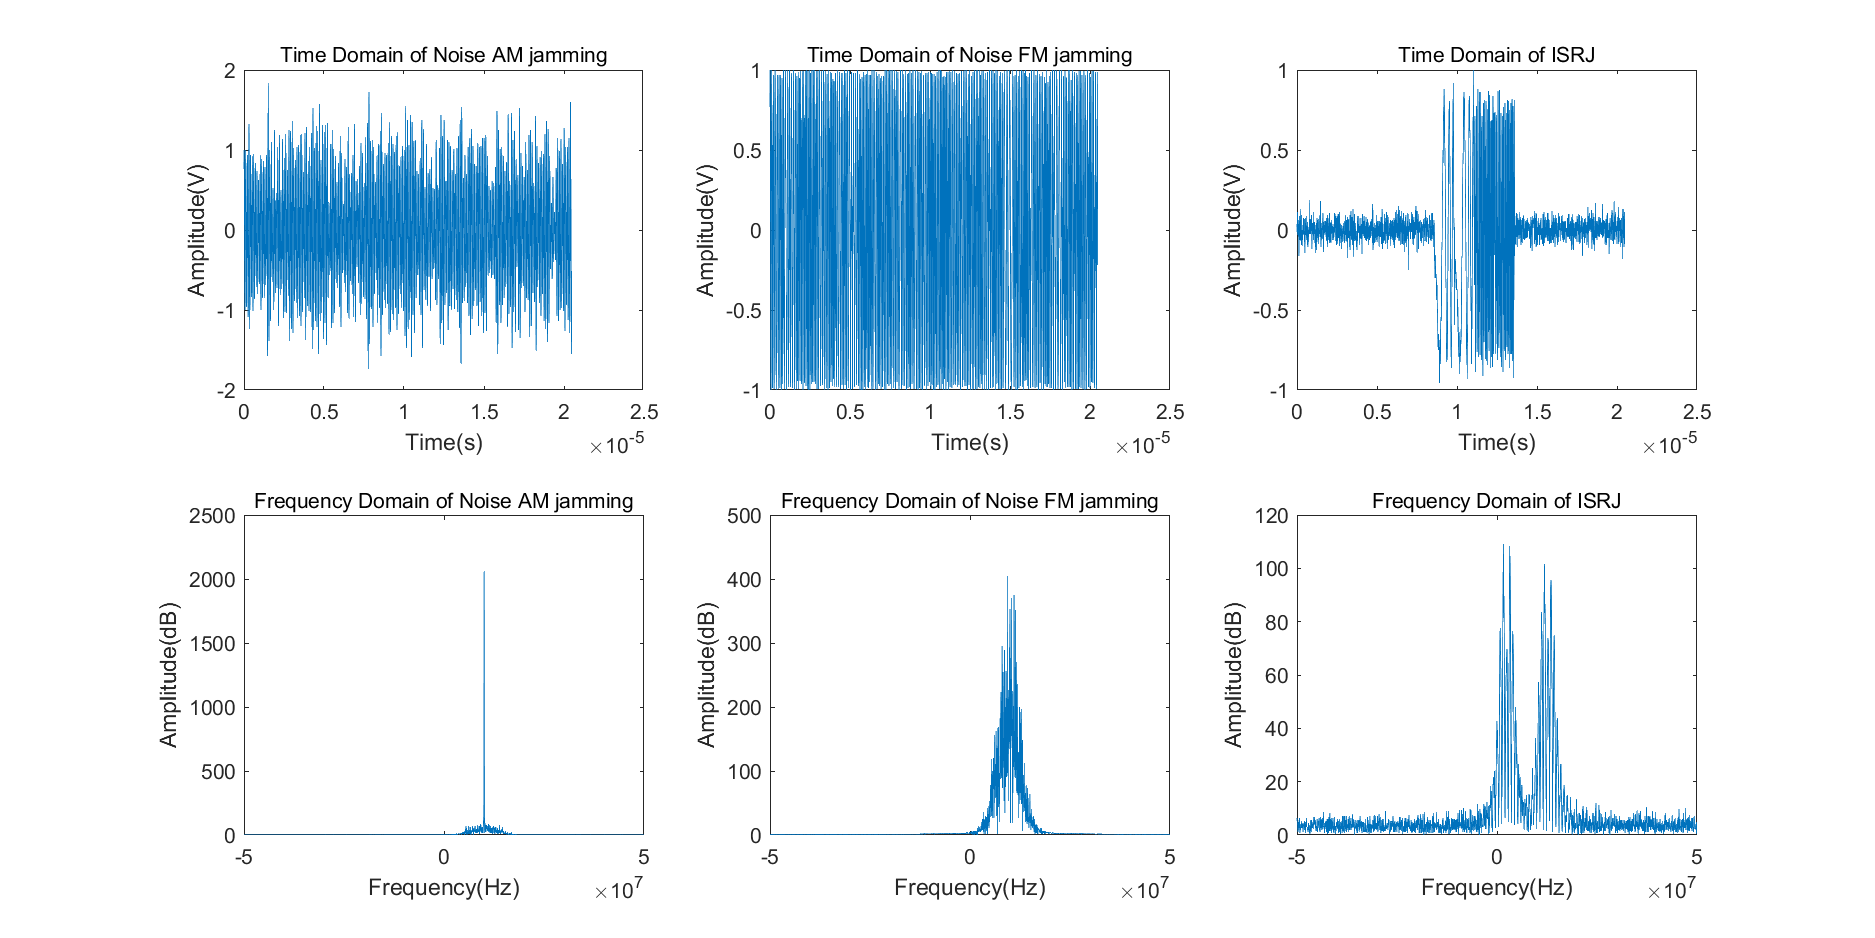 Time Domain of Noise AM jamming
2
1
0
-1
-2
Amplitude(V)
0 0.5 1 1.5 2 2.5
Time(s)
×10-5
Time Domain of Noise FM jamming
1
0.5
0
-0.5
-1
Amplitude(V)
0 0.5 1 1.5 2 2.5
Time(s)
×10-5
Time Domain of ISRJ
1
0.5
0
-0.5
-1
Amplitude(V)
0 0.5 1 1.5 2 2.5
Time(s)
×10-5
Frequency Domain of Noise AM jamming
2500
2000
1500
1000
500
0
Amplitude(dB)
-5 0 5
Frequency(Hz)
×107
Frequency Domain of Noise FM jamming
500
400
300
200
100
0
Amplitude(dB)
-5 0 5
Frequency(Hz)
×107
Frequency Domain of ISRJ
120
100
80
60
40
20
0
Amplitude(dB)
-5 0 5
Frequency(Hz)
×107